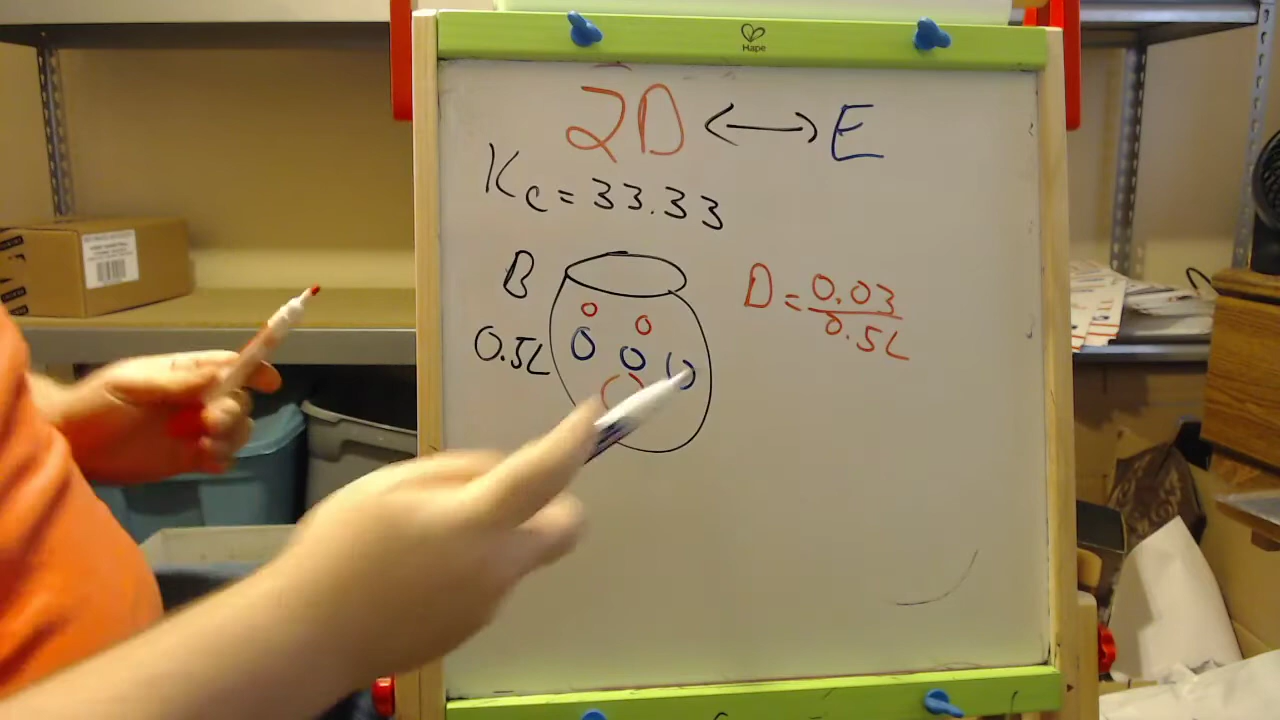 Hape
2D <--> E
Kc = 33.33
B
0.5L
D = 0.03 / 0.5L